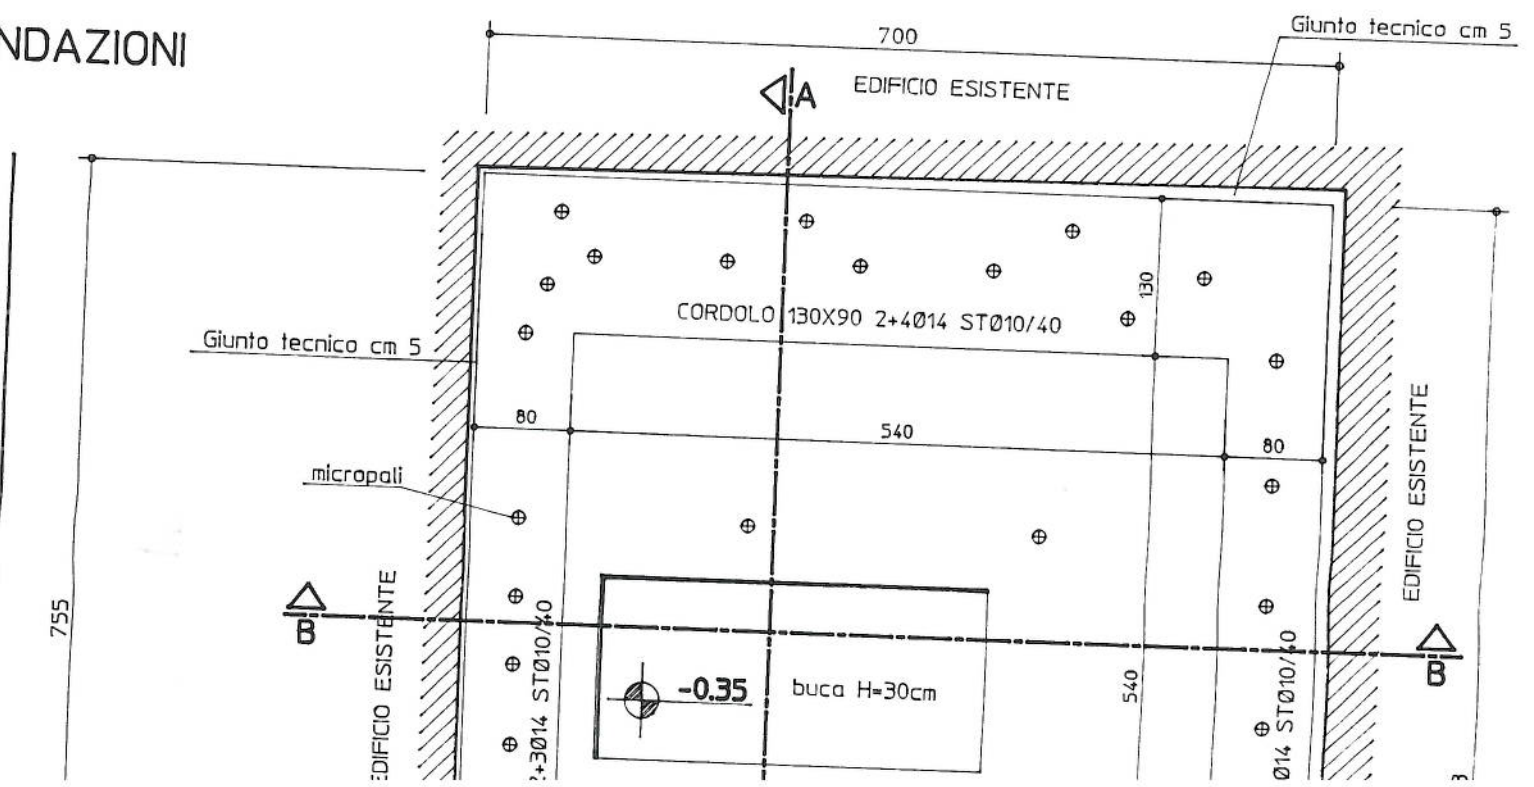 NDAZIONI
700
Giunto tecnico cm 5
A
EDIFICIO ESISTENTE
130
CORDOLO 130X90 2+4Ø14 STØ10/40
Giunto tecnico cm 5
80
540
80
micropali
EDIFICIO ESISTENTE
755
B
EDIFICIO ESISTENTE
2+3Ø14 STØ10/40
-0.35
buca H=30cm
540
Ø14 STØ10/40
B